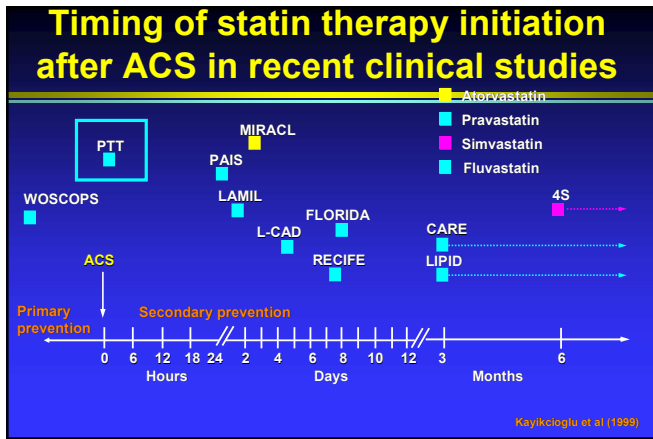 Timing of statin therapy initiation
after ACS in recent clinical studies
Atorvastatin
Pravastatin
Simvastatin
Fluvastatin
MIRACL
PTT
PAIS
WOSCOPS
LAMIL
4S
FLORIDA
L-CAD
CARE
ACS
RECIFE
LIPID
Primary
prevention
Secondary prevention
0 6 12 18 24 2 4 6 8 10 12 3 6
Hours Days Months
Kayikcioglu et al (1999)